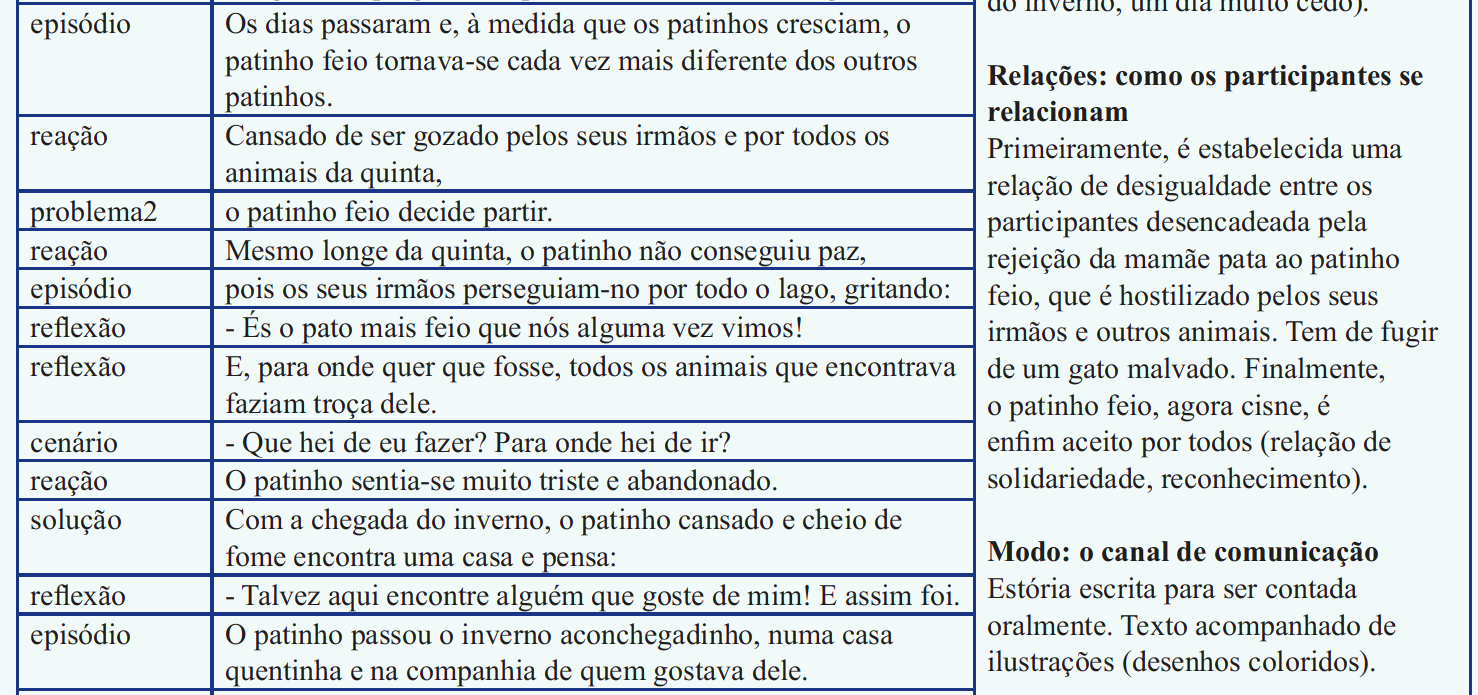 episódio
Os dias passaram e, à medida que os patinhos cresciam, o
patinho feio tornava-se cada vez mais diferente dos outros
patinhos.
reação
Cansado de ser gozado pelos seus irmãos e por todos os
animais da quinta,
problema2
o patinho feio decide partir.
reação
Mesmo longe da quinta, o patinho não conseguiu paz,
episódio
pois os seus irmãos perseguiam-no por todo o lago, gritando:
reflexão
- És o pato mais feio que nós alguma vez vimos!
reflexão
E, para onde quer que fosse, todos os animais que encontrava
faziam troça dele.
cenário
- Que hei de eu fazer? Para onde hei de ir?
reação
O patinho sentia-se muito triste e abandonado.
solução
Com a chegada do inverno, o patinho cansado e cheio de
fome encontra uma casa e pensa:
reflexão
- Talvez aqui encontre alguém que goste de mim! E assim foi.
episódio
O patinho passou o inverno aconchegadinho, numa casa
quentinha e na companhia de quem gostava dele.
do inverno, um dia muito cedo).
Relações: como os participantes se
relacionam
Primeiramente, é estabelecida uma
relação de desigualdade entre os
participantes desencadeada pela
rejeição da mamãe pata ao patinho
feio, que é hostilizado pelos seus
irmãos e outros animais. Tem de fugir
de um gato malvado. Finalmente,
o patinho feio, agora cisne, é
enfim aceito por todos (relação de
solidariedade, reconhecimento).
Modo: o canal de comunicação
Estória escrita para ser contada
oralmente. Texto acompanhado de
ilustrações (desenhos coloridos).